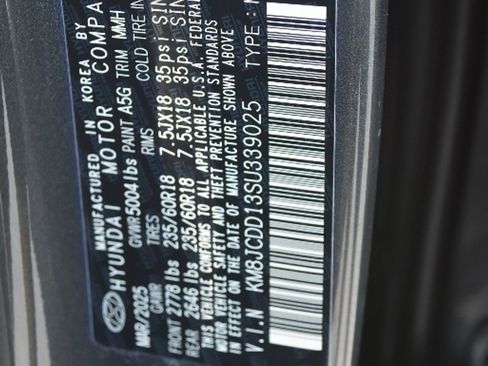 MANUFACTURED IN KOREA BY
HYUNDAI MOTOR COMPA
MAR/2025 GVWR 5004 lbs PAINT A5G TRIM MMH
GAWR TIRES RIMS COLD TIRE IN
FRONT 2778 lbs 235/60R18 7.5JX18 35psi SIN
REAR 2646 lbs 235/60R18 7.5JX18 35psi SIN
THIS VEHICLE CONFORMS TO ALL APPLICABLE U.S.A. FEDERAL
VEHICLE SAFETY AND THEFT PREVENTION STANDARDS
EFFECT ON THE DATE OF MANUFACTURE SHOWN ABOVE
V.I.N KM8JCDD13SU339025 TYPE: